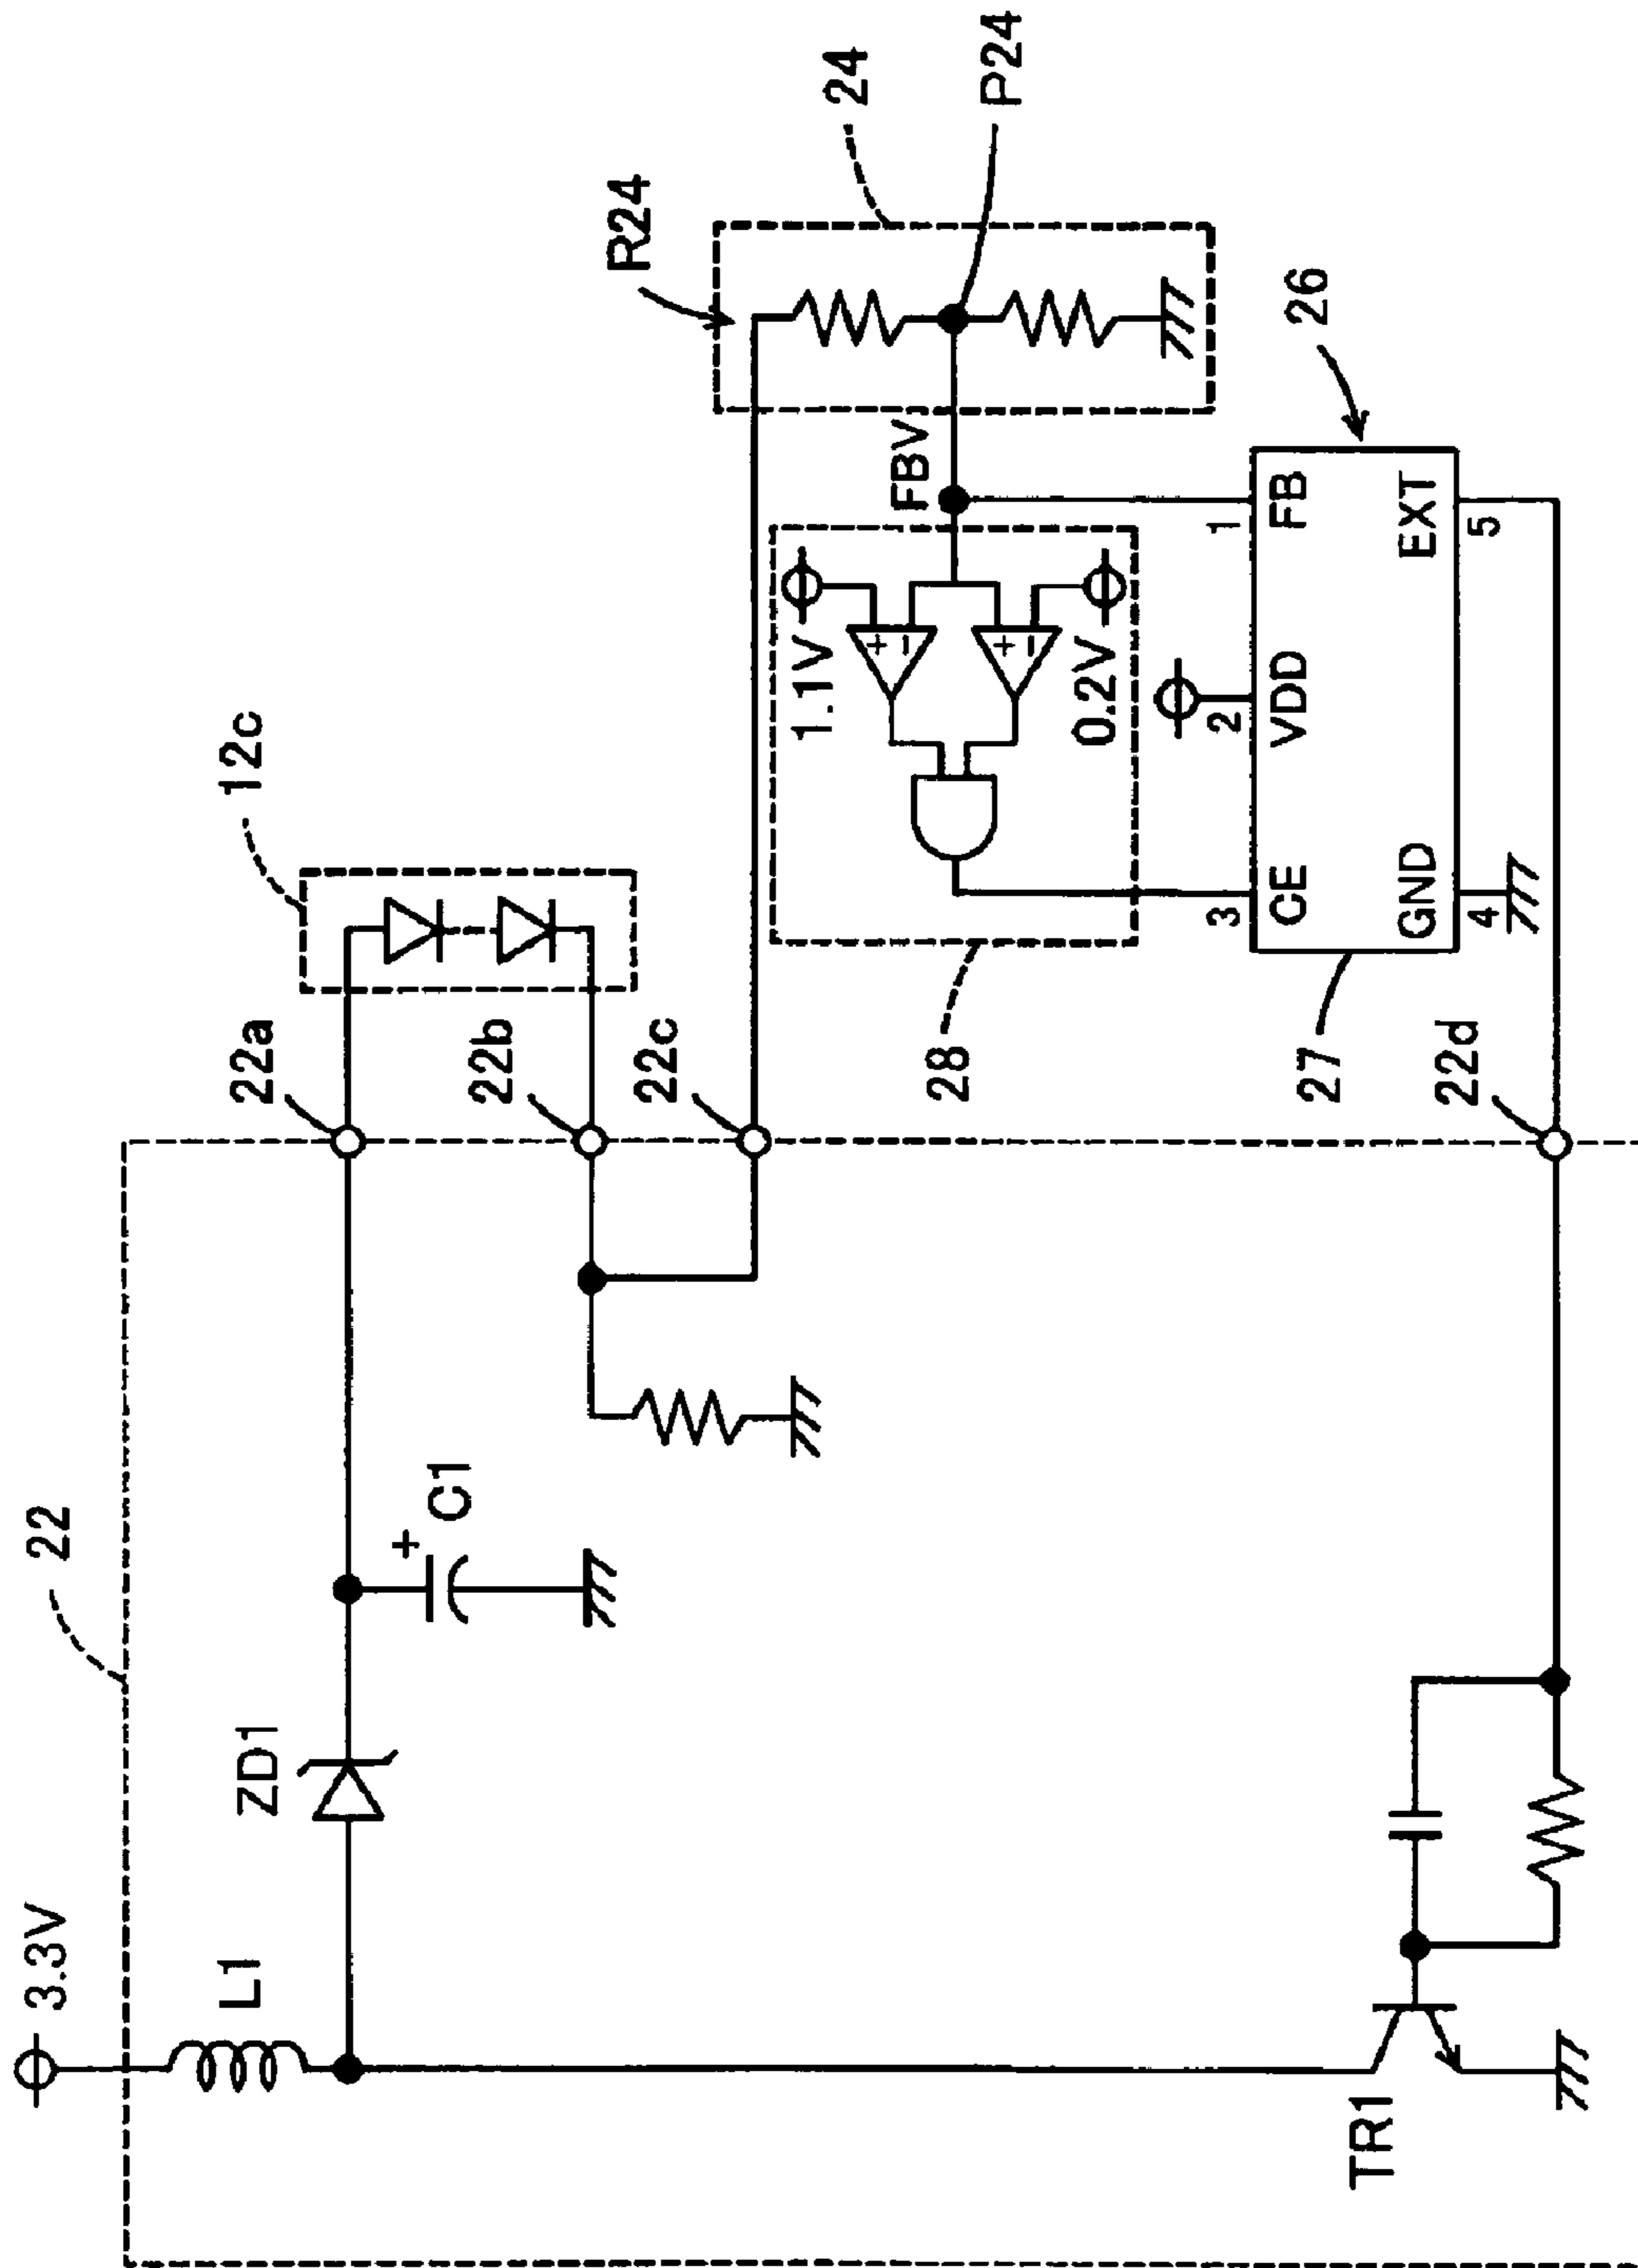 22
3.3V
L1
ZD1
+
C1
TR1
22a
22b
22c
22d
12c
R24
24
P24
FBV
1.1V
+
−
+
−
0.2V
28
26
27
1
FB
2
VDD
3
CE
GND
4
EXT
5